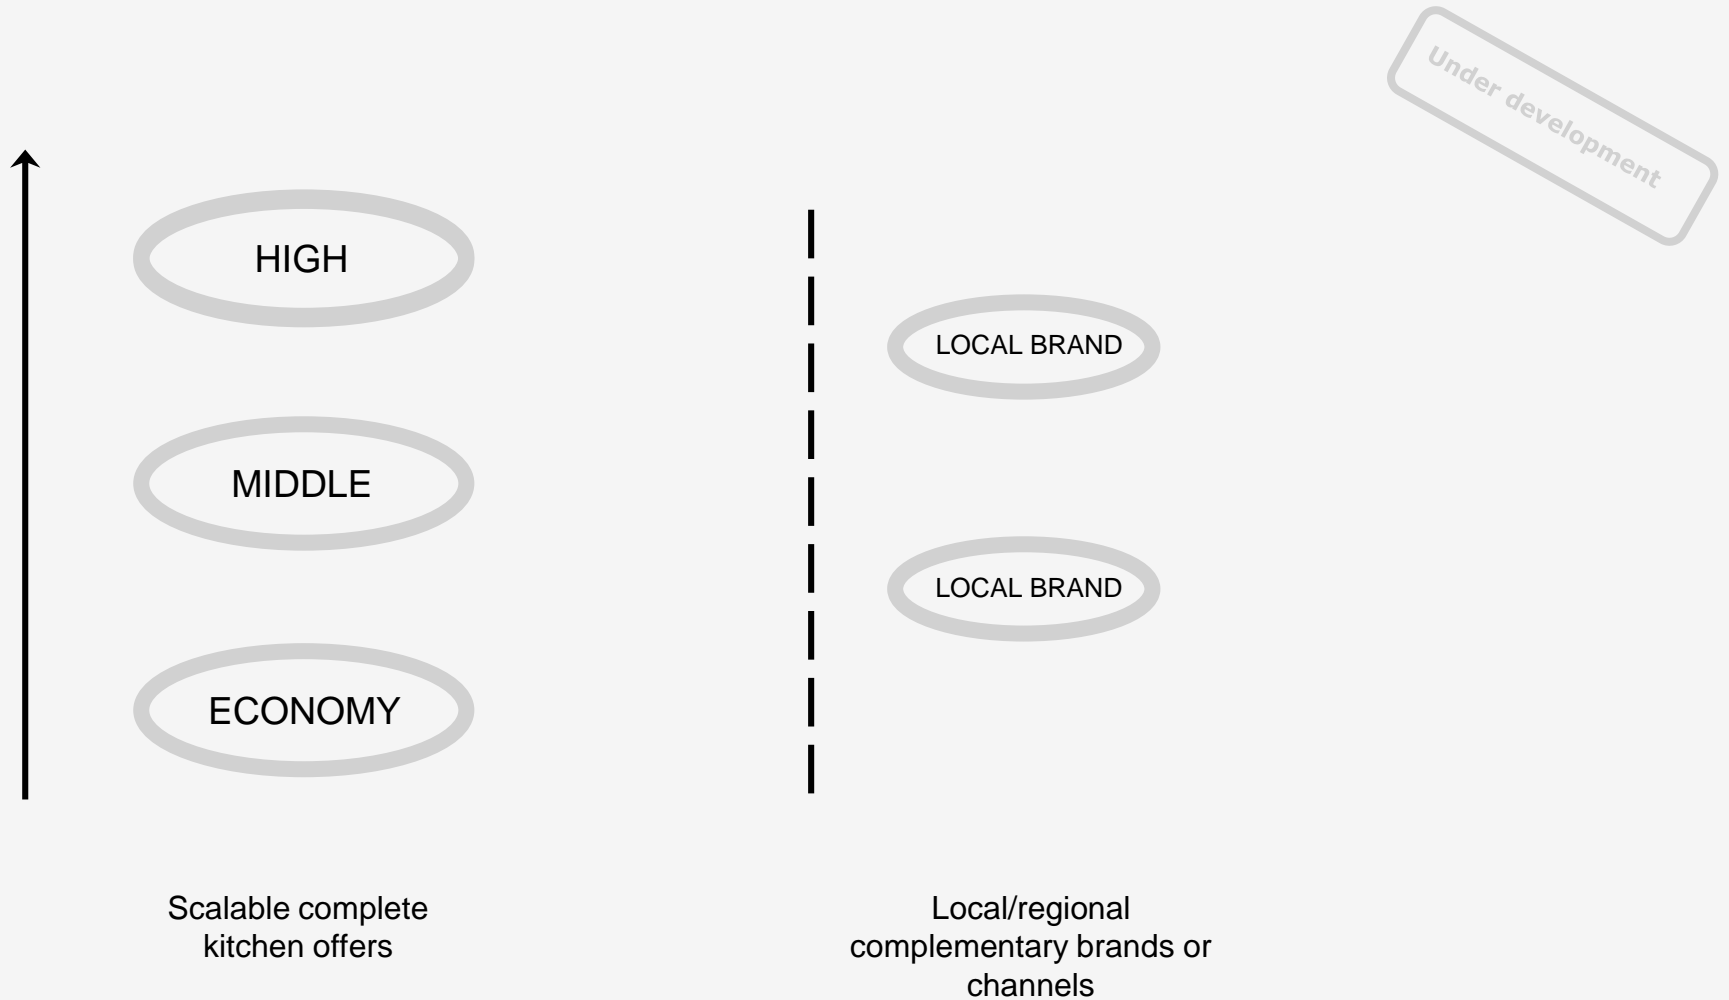 Under development
HIGH
LOCAL BRAND
MIDDLE
LOCAL BRAND
ECONOMY
Scalable complete
kitchen offers
Local/regional
complementary brands or
channels